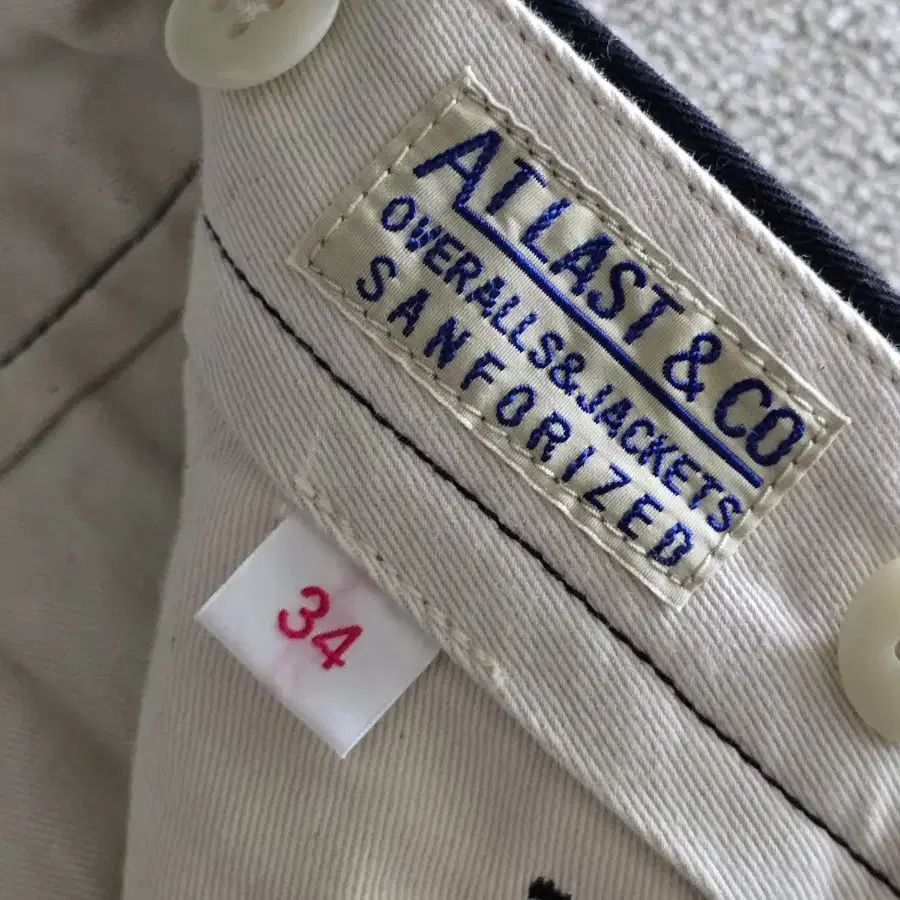 AT LAST & CO
OVERALLS&JACKETS
SANFORIZED
34